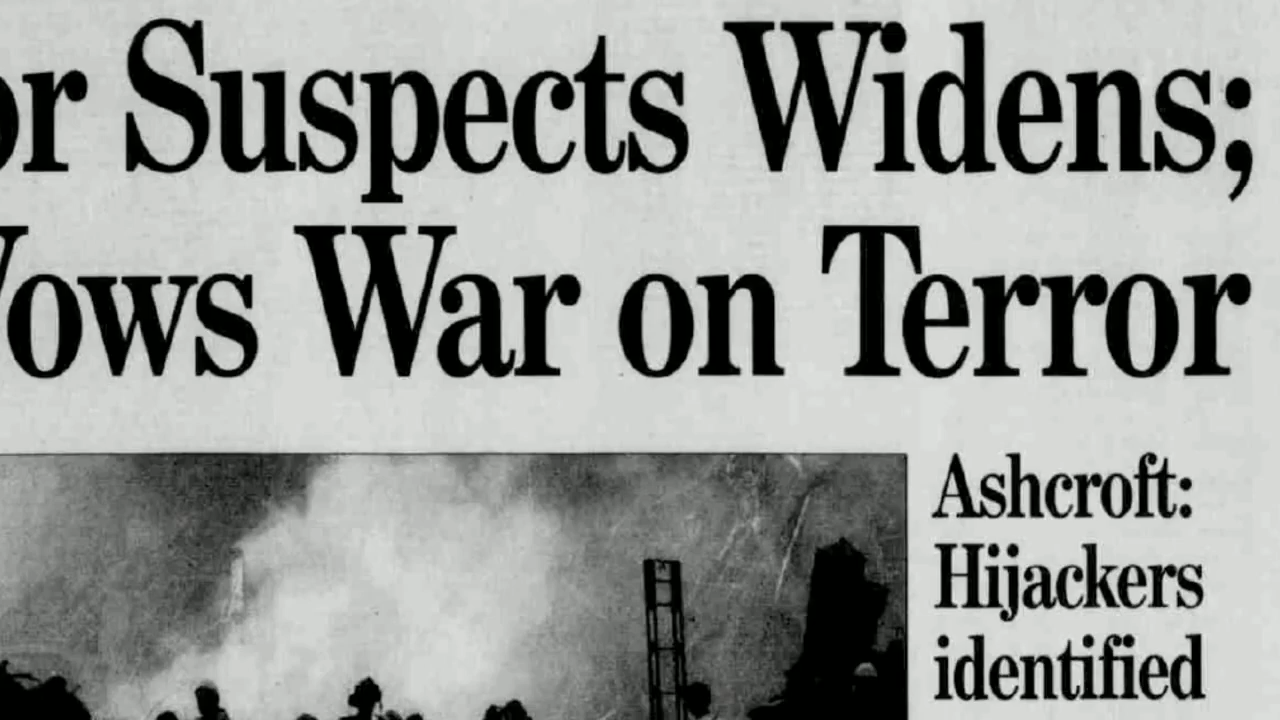 or Suspects Widens;
Vows War on Terror
Ashcroft:
Hijackers
identified